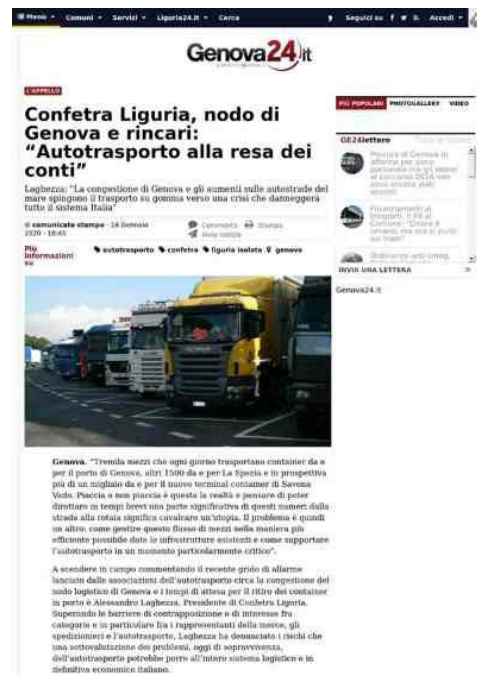 Menu Comuni Servizi Liguria24.it Cerca Seguici su Accedi
Genova24.it
L'APPELLO
Confetra Liguria, nodo di
Genova e rincari:
“Autotrasporto alla resa dei
conti”
Laghezza: "La congestione di Genova e gli aumenti sulle autostrade del
mare spingono il trasporto su gomma verso una crisi che danneggerà
tutto il sistema Italia"
di comunicato stampa - 16 Gennaio
2020 - 18:45
Commenta Stampa
Invia notizia
Più
informazioni
su
autotrasporto confetra liguria isolata genova
PIÙ POPOLARI PHOTOGALLERY VIDEO
GE24lettere
INVIA UNA LETTERA »
Genova24.it
Genova. "Tremila mezzi che ogni giorno trasportano container da e
per il porto di Genova, altri 1500 da e per La Spezia e in prospettiva
più di un migliaio da e per il nuovo terminal container di Savona
Vado. Piaccia o non piaccia è questa la realtà e pensare di poter
dirottare in tempi brevi una parte significativa di questi numeri dalla
strada alla rotaia significa cavalcare un'utopia. Il problema è quindi
un altro: come gestire questo flusso di mezzi nella maniera più
efficiente possibile date le infrastrutture esistenti e come supportare
l'autotrasporto in un momento particolarmente critico".
A scendere in campo commentando il recente grido di allarme
lanciato dalle associazioni dell'autotrasporto circa la congestione del
nodo logistico di Genova e i tempi di attesa per il ritiro dei container
in porto è Alessandro Laghezza, Presidente di Confetra Liguria.
Superando le barriere di contrapposizione e di interesse fra
categorie e in particolare fra i rappresentanti della merce, gli
spedizionieri e l'autotrasporto, Laghezza ha denunciato i rischi che
una sottovalutazione dei problemi, oggi di sopravvivenza,
dell'autotrasporto potrebbe porre all'intero sistema logistico e in
definitiva economico italiano.